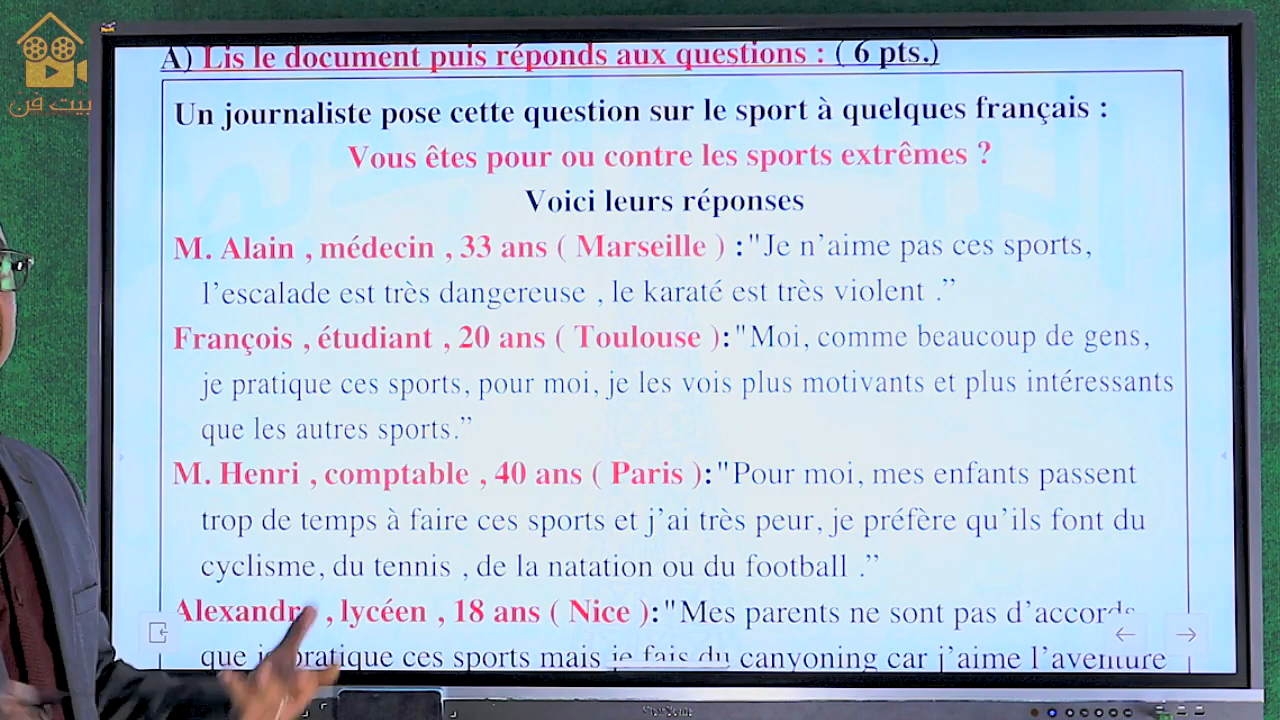 بيت فن
A) Lis le document puis réponds aux questions : ( 6 pts.)
Un journaliste pose cette question sur le sport à quelques français :
Vous êtes pour ou contre les sports extrêmes ?
Voici leurs réponses
M. Alain , médecin , 33 ans ( Marseille ) :"Je n'aime pas ces sports,
l'escalade est très dangereuse , le karaté est très violent .”
François , étudiant , 20 ans ( Toulouse ):"Moi, comme beaucoup de gens,
je pratique ces sports, pour moi, je les vois plus motivants et plus intéressants
que les autres sports.”
M. Henri , comptable , 40 ans ( Paris ):"Pour moi, mes enfants passent
trop de temps à faire ces sports et j'ai très peur, je préfère qu'ils font du
cyclisme, du tennis , de la natation ou du football .”
, lycéen , 18 ans ( Nice ):"Mes parents ne sont pas d'accord
que je pratique ces sports mais je fais du canyoning car j'aime l'aventure